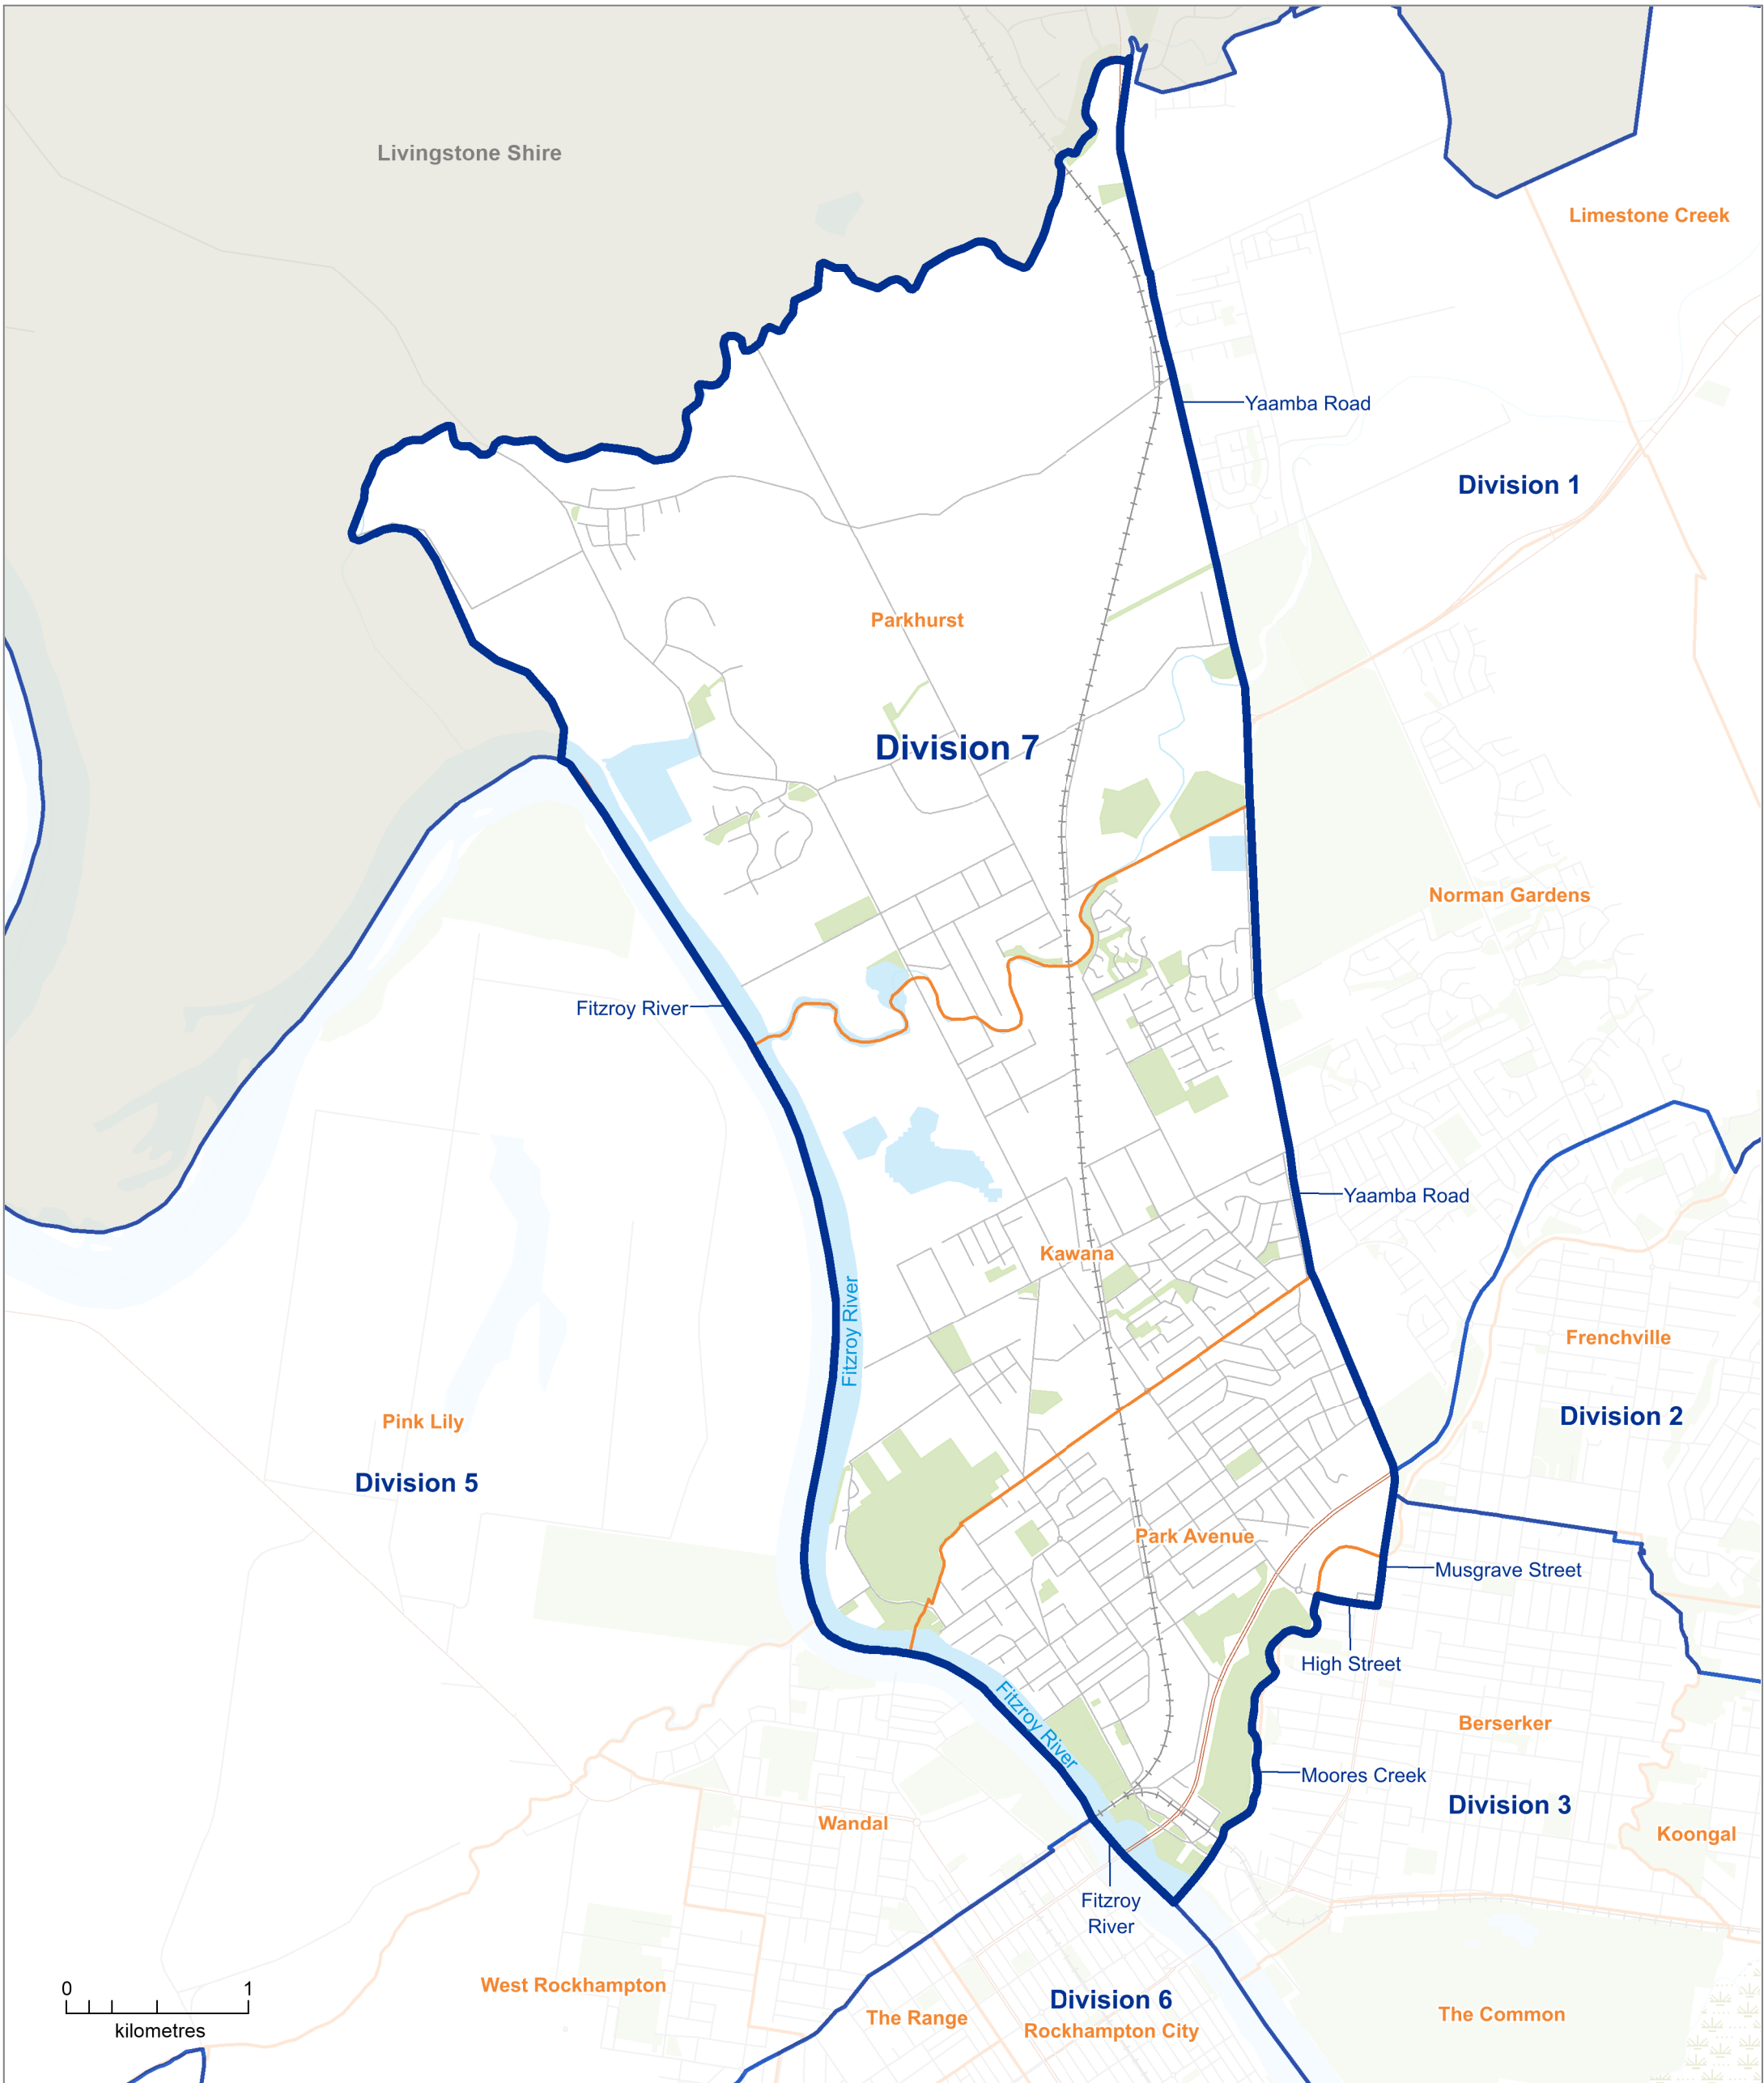 Livingstone Shire
Limestone Creek
Yaamba Road
Division 1
Parkhurst
Division 7
Norman Gardens
Fitzroy River
Yaamba Road
Kawana
Fitzroy River
Frenchville
Division 2
Pink Lily
Division 5
Park Avenue
Musgrave Street
High Street
Fitzroy River
Berserker
Moores Creek
Division 3
Wandal
Koongal
Fitzroy
River
West Rockhampton
Division 6
The Range
Rockhampton City
The Common
0 1
kilometres